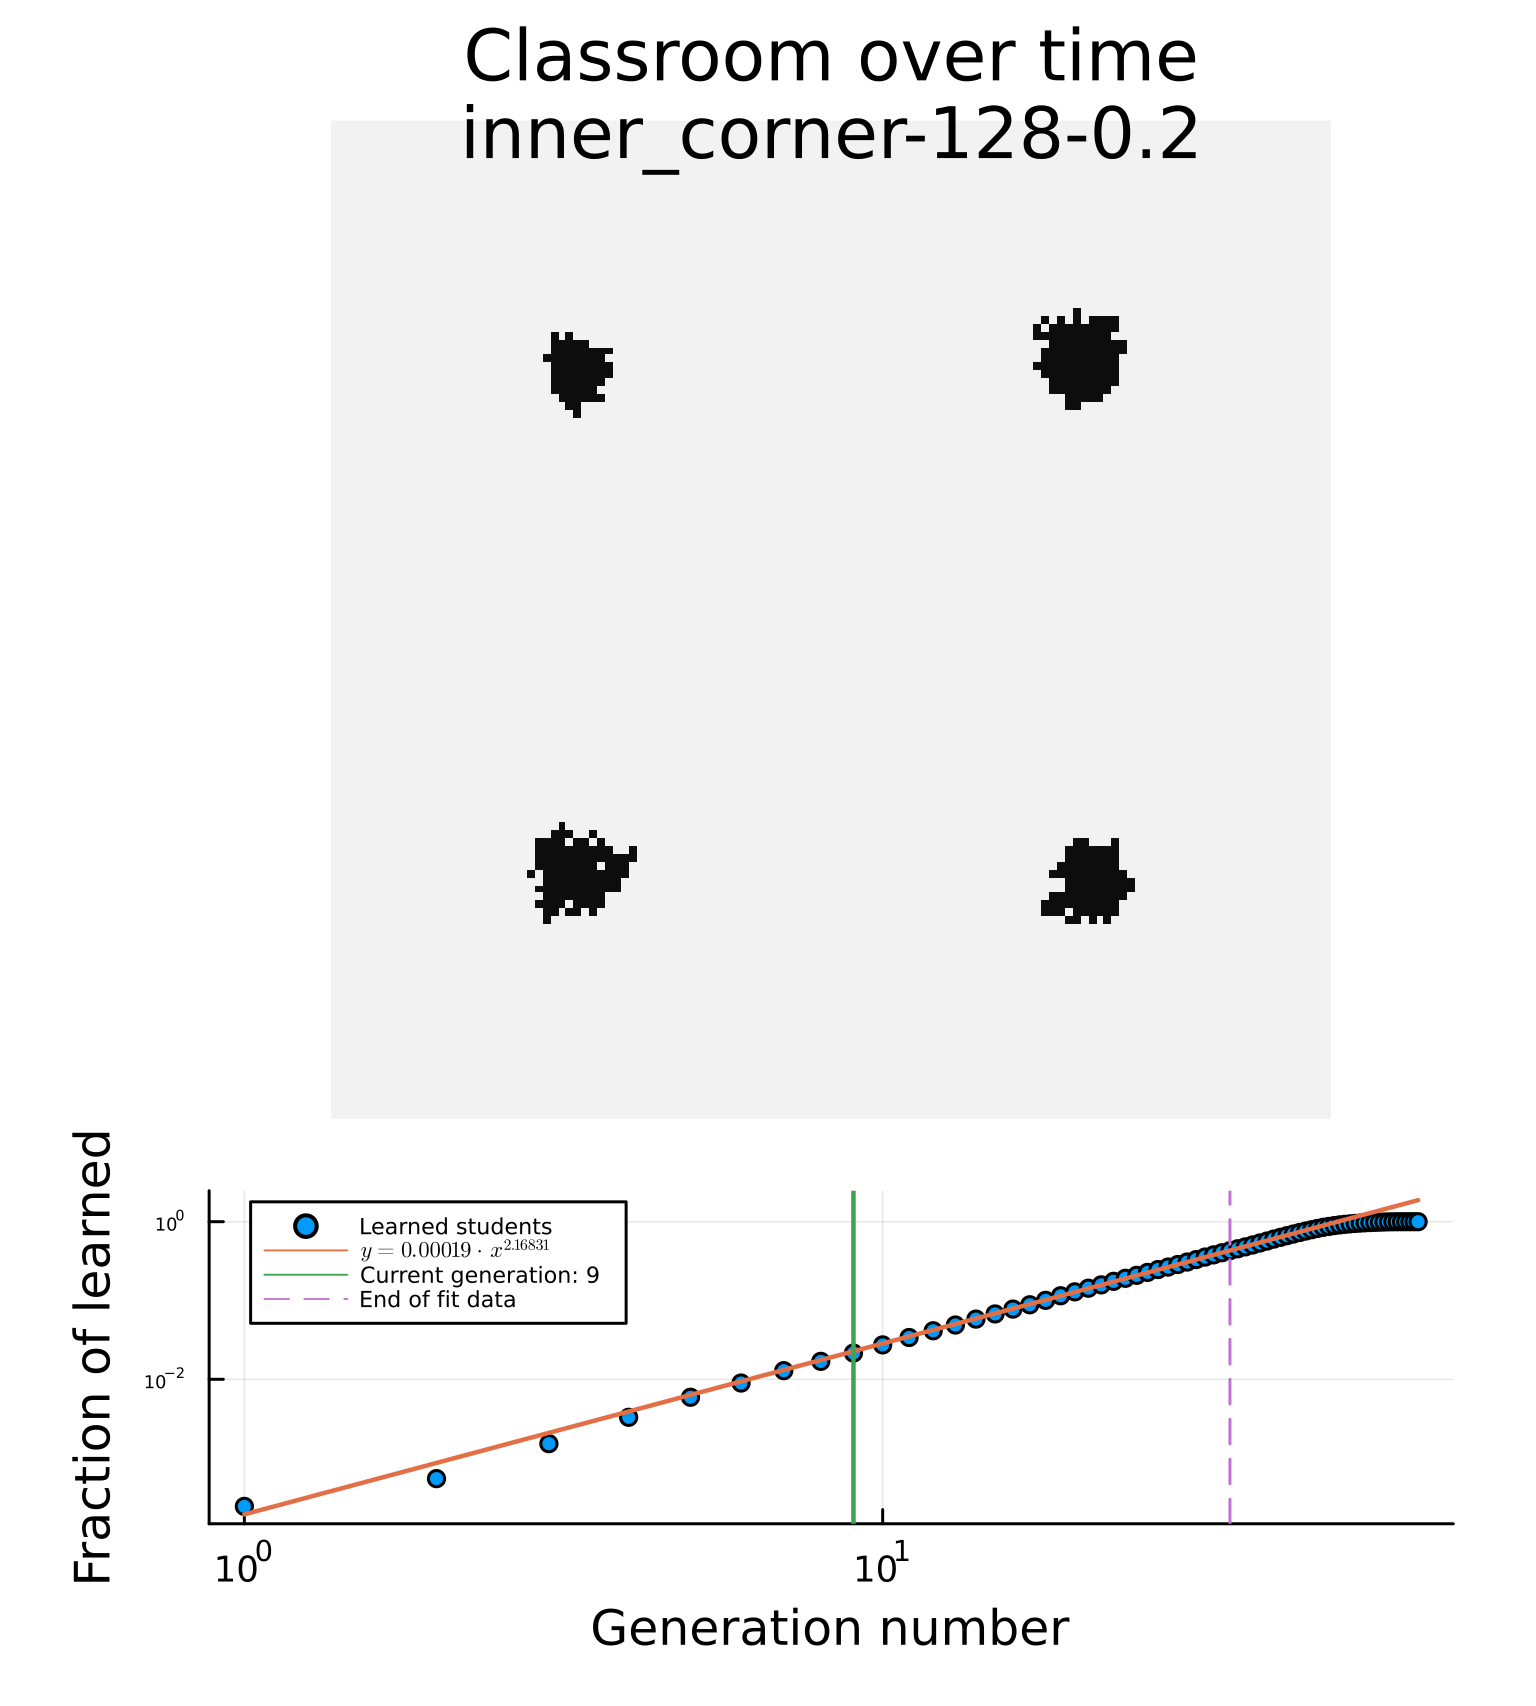 Classroom over time
inner_corner-128-0.2
Fraction of learned
10^0
10^-2
Learned students
y = 0.00019 · x^2.16831
Current generation: 9
End of fit data
10^0
10^1
Generation number